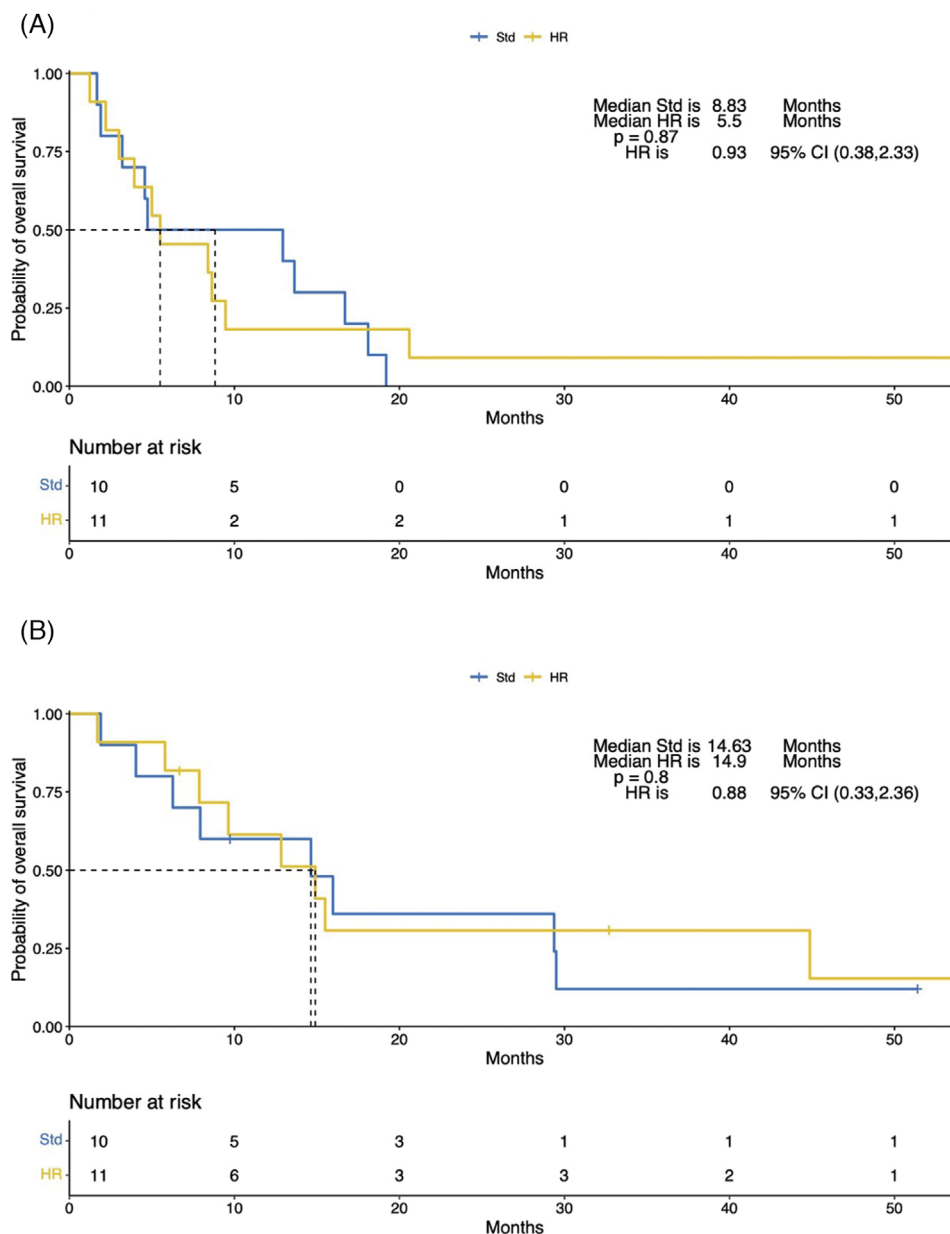 (A)
Std HR
1.00
0.75
0.50
0.25
0.00
Probability of overall survival
Median Std is 8.83 Months
Median HR is 5.5 Months
p = 0.87
HR is 0.93 95% CI (0.38,2.33)
0 10 20 30 40 50
Months
Number at risk
Std 10 5 0 0 0 0
HR 11 2 2 1 1 1
0 10 20 30 40 50
Months
(B)
Std HR
1.00
0.75
0.50
0.25
0.00
Probability of overall survival
Median Std is 14.63 Months
Median HR is 14.9 Months
p = 0.8
HR is 0.88 95% CI (0.33,2.36)
0 10 20 30 40 50
Months
Number at risk
Std 10 5 3 1 1 1
HR 11 6 3 3 2 1
0 10 20 30 40 50
Months